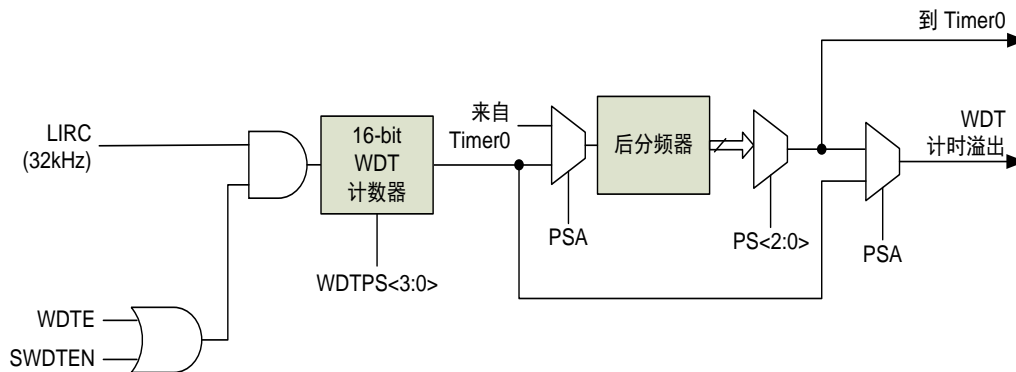 到 Timer0
来自
Timer0
WDT
计时溢出
LIRC
(32kHz)
16-bit
WDT
计数器
后分频器
PSA
PS<2:0>
PSA
WDTPS<3:0>
WDTE
SWDTEN